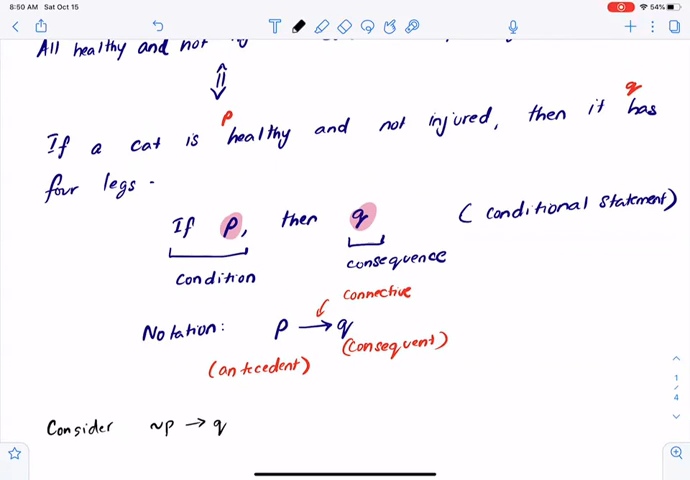 8:50 AM Sat Oct 15
54%
All healthy and not
p
q
If a cat is healthy and not injured, then it has
four legs.
If p, then q (Conditional Statement)
condition consequence
connective
Notation: p → q
(antecedent) (consequent)
1
4
Consider ~p → q